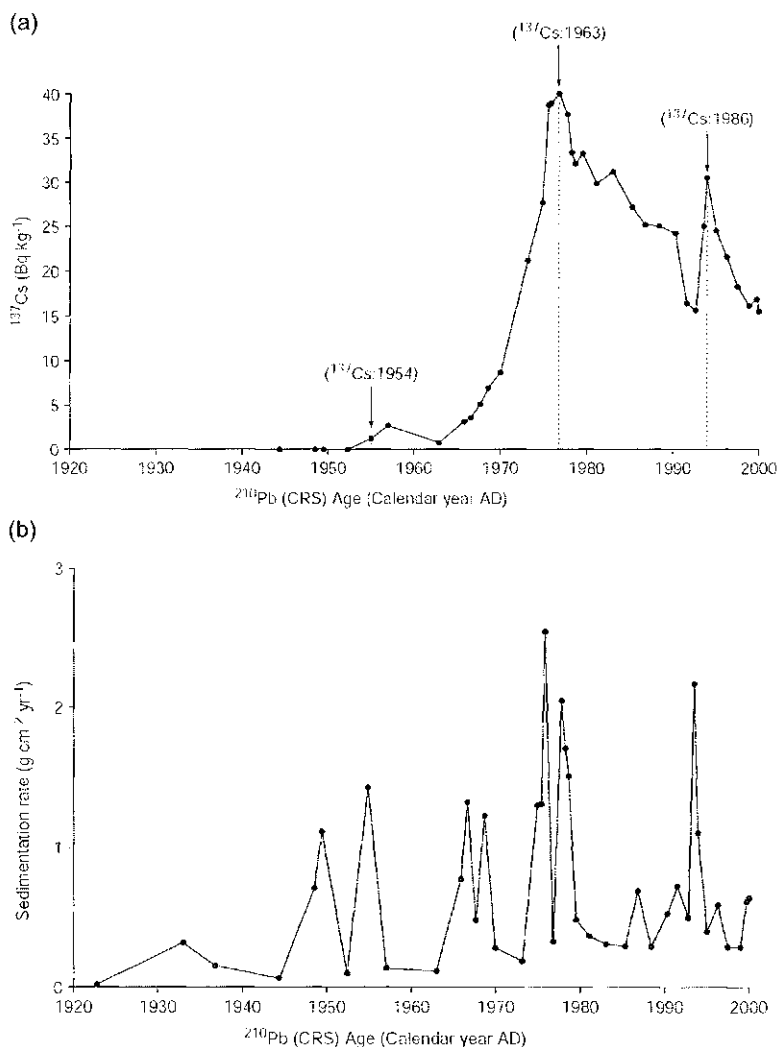 (a)
(¹³⁷Cs:1963)
(¹³⁷Cs:1986)
(¹³⁷Cs:1954)
¹³⁷Cs (Bq kg⁻¹)
40
35
30
25
20
15
10
5
0
1920 1930 1940 1950 1960 1970 1980 1990 2000
²¹⁰Pb (CRS) Age (Calendar year AD)
(b)
Sedimentation rate (g cm⁻² yr⁻¹)
3
2
1
0
1920 1930 1940 1950 1960 1970 1980 1990 2000
²¹⁰Pb (CRS) Age (Calendar year AD)